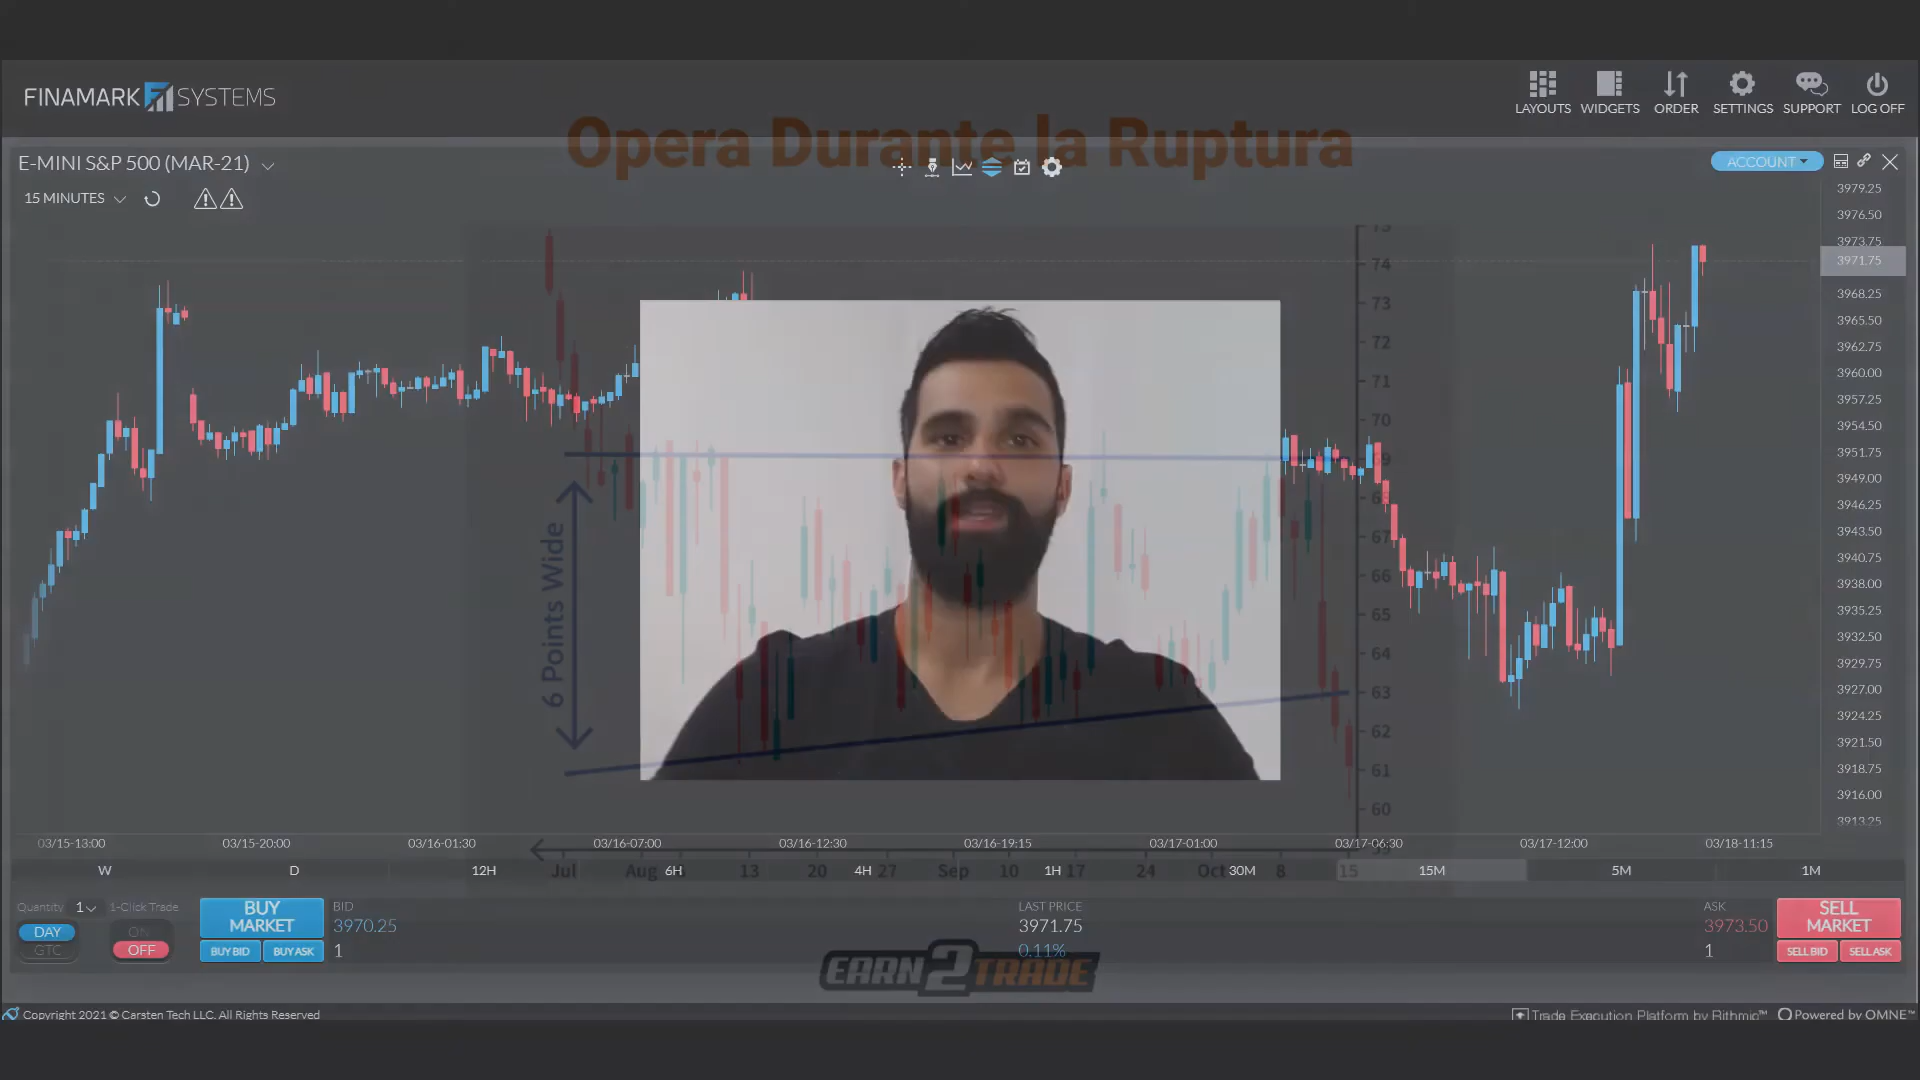 FINAMARK SYSTEMS
LAYOUTS WIDGETS ORDER SETTINGS SUPPORT LOG OFF
Opera Durante la Ruptura
E-MINI S&P 500 (MAR-21)
ACCOUNT
15 MINUTES
3979.25
3976.50
3973.75
3971.75
3968.25
3965.50
3962.75
3960.00
3957.25
3954.50
3951.75
3949.00
3946.25
3943.50
3940.75
3938.00
3935.25
3932.50
3929.75
3927.00
3924.25
3921.50
3918.75
3916.00
3913.25
73
74
73
72
71
70
69
68
67
66
65
64
63
62
61
60
6 Points Wide
03/15-13:00 03/15-20:00 03/16-01:30 03/16-07:00 03/16-12:30 03/16-19:15 03/17-01:00 03/17-06:30 03/17-12:00 03/18-11:15
W D 12H 6H 4H 1H 30M 15M 5M 1M
Jul Aug 13 20 27 Sep 10 17 24 Oct 8 15
Quantity 1 1-Click Trade
DAY
GTC
ON
OFF
BUY
MARKET
BUY BID BUY ASK
BID
3970.25
1
LAST PRICE
3971.75
0.11%
ASK
3973.50
1
SELL
MARKET
SELL BID SELL ASK
EARN2TRADE
Copyright 2021 © Carsten Tech LLC. All Rights Reserved
Trade Execution Platform by Rithmic™ Powered by OMNE™